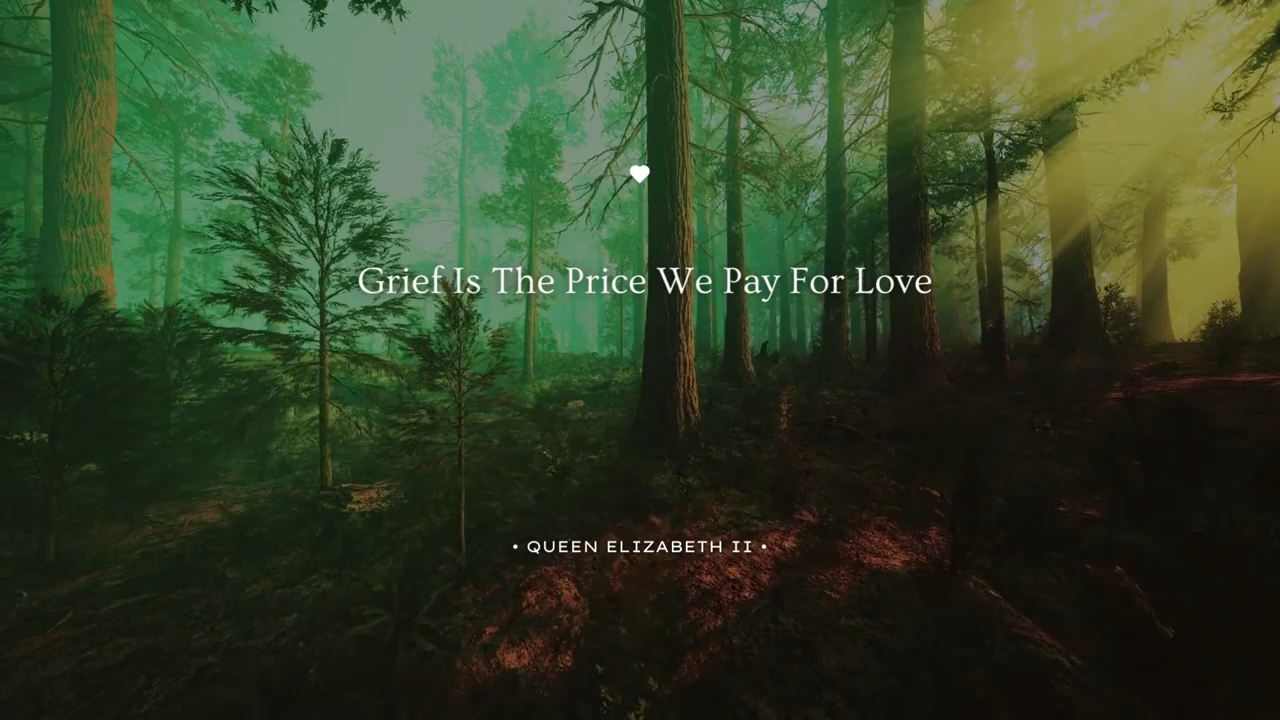 Grief Is The Price We Pay For Love
• QUEEN ELIZABETH II •